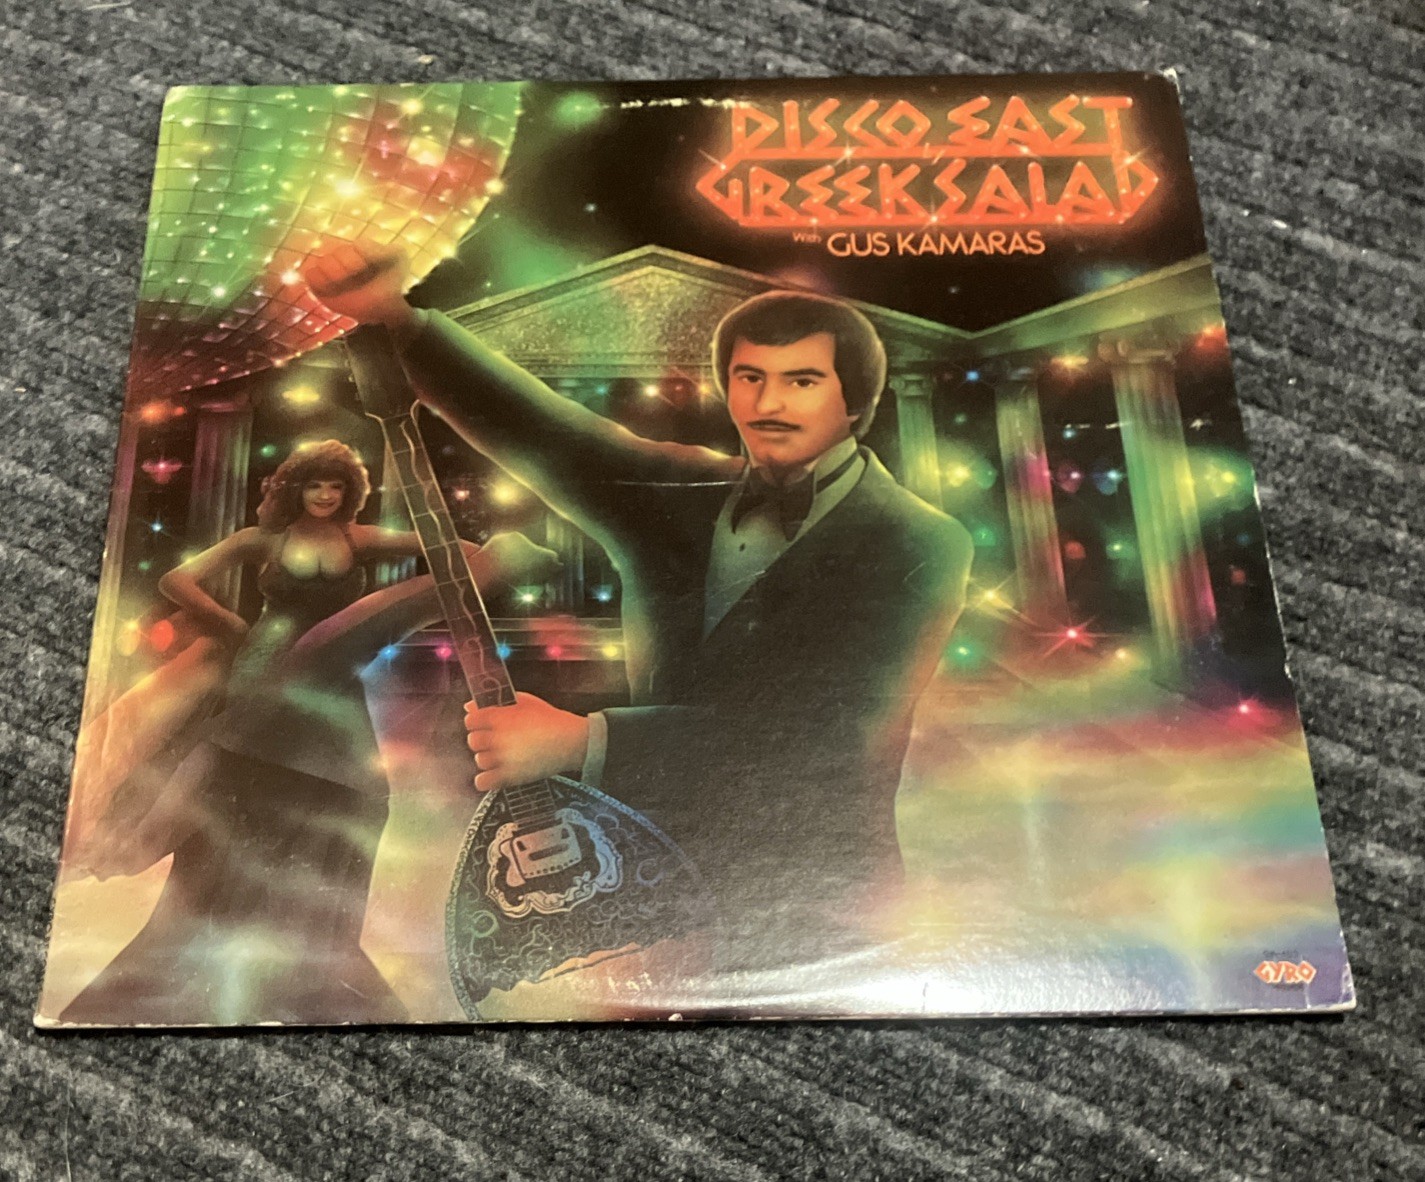 DISCO EAST
GREEK SALAD
With GUS KAMARAS
GYRO